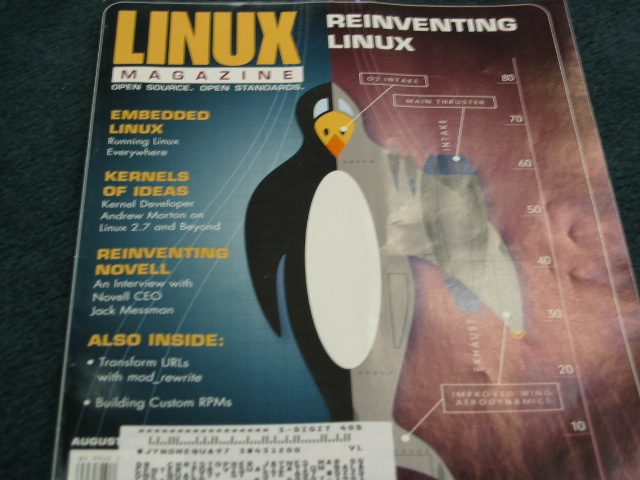 LINUX
MAGAZINE
OPEN SOURCE. OPEN STANDARDS.
REINVENTING
LINUX
EMBEDDED
LINUX
Running Linux
Everywhere
KERNELS
OF IDEAS
Kernel Developer
Andrew Morton on
Linux 2.7 and Beyond
REINVENTING
NOVELL
An Interview with
Novell CEO
Jack Messman
ALSO INSIDE:
• Transform URLs
with mod_rewrite
• Building Custom RPMs
AUGUST
O2 INTAKE
MAIN THRUSTER
INTAKE
EXHAUST
IMPROVED WING
AERODYNAMICS
80
70
60
50
40
30
20
10